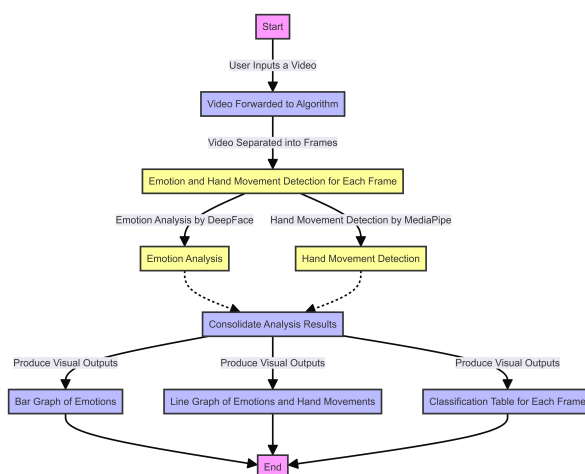 Start
User Inputs a Video
Video Forwarded to Algorithm
Video Separated into Frames
Emotion and Hand Movement Detection for Each Frame
Emotion Analysis by DeepFace
Hand Movement Detection by MediaPipe
Emotion Analysis
Hand Movement Detection
Consolidate Analysis Results
Produce Visual Outputs
Produce Visual Outputs
Produce Visual Outputs
Bar Graph of Emotions
Line Graph of Emotions and Hand Movements
Classification Table for Each Frame
End